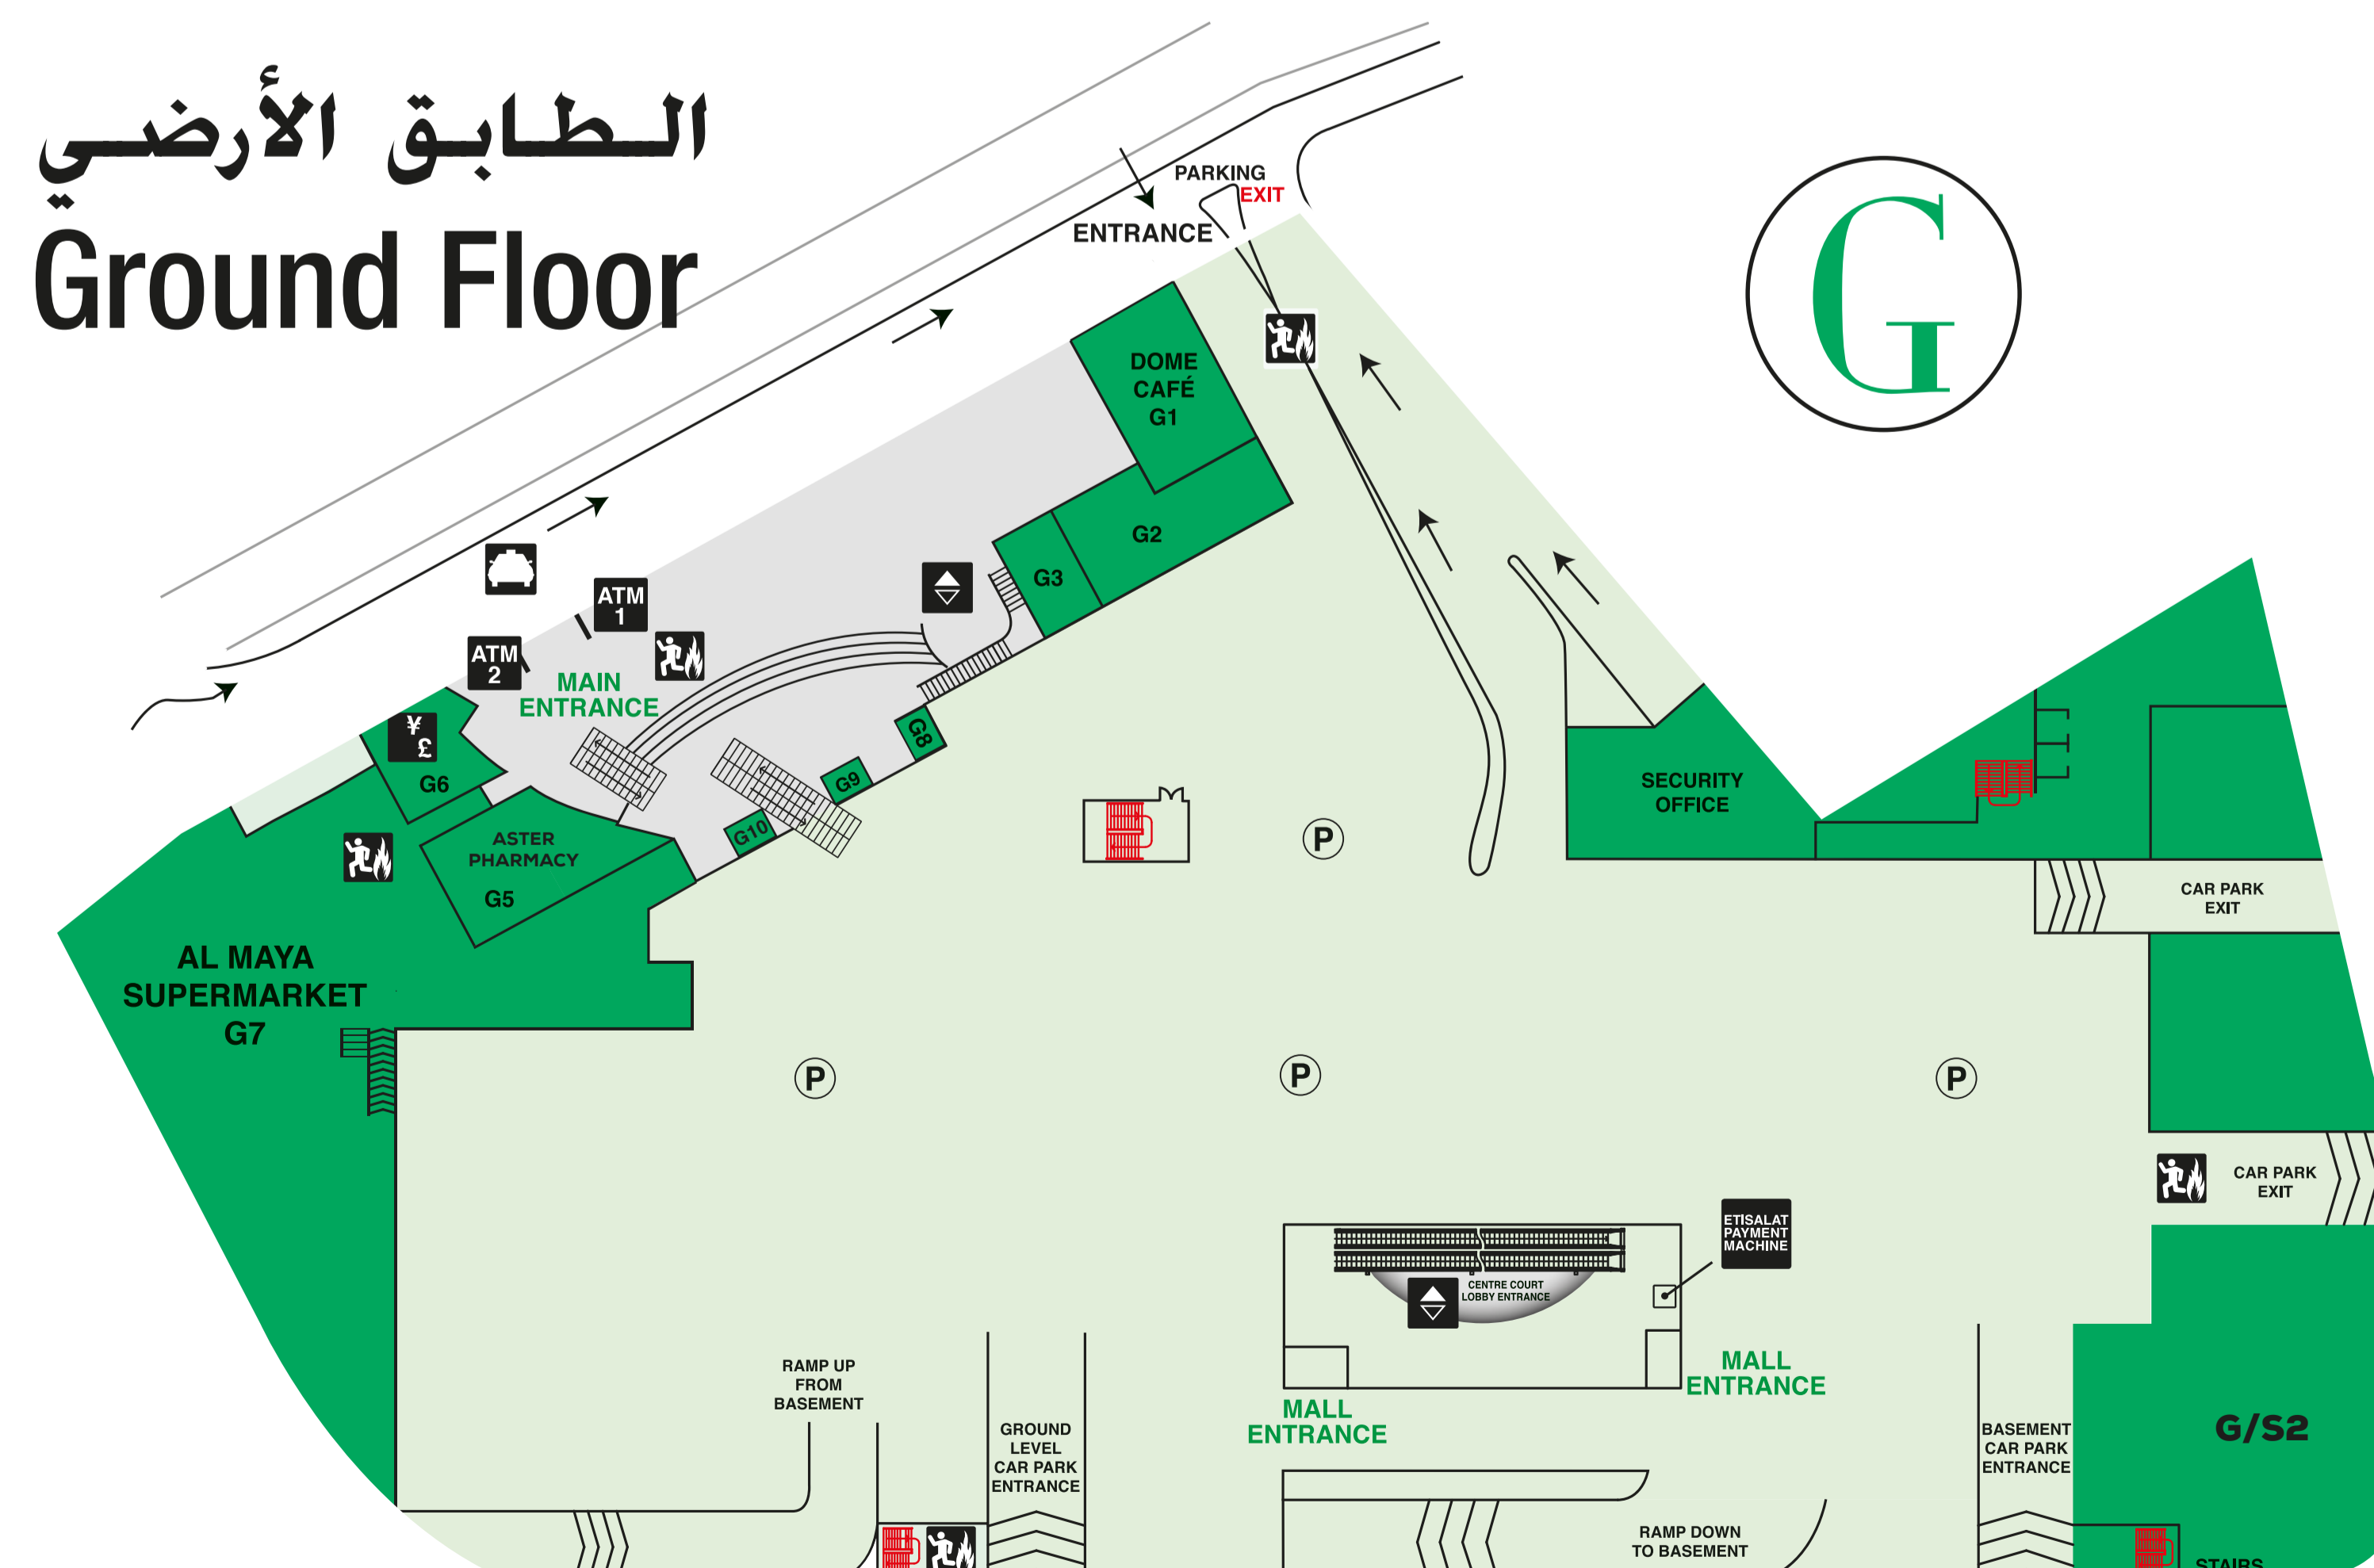 الطابق الأرضي
Ground Floor
G
PARKING
EXIT
ENTRANCE
DOME
CAFÉ
G1
G2
G3
ATM
1
ATM
2
MAIN
ENTRANCE
¥
£
G6
G8
G9
G10
ASTER
PHARMACY
G5
SECURITY
OFFICE
P
CAR PARK
EXIT
AL MAYA
SUPERMARKET
G7
P
P
P
CAR PARK
EXIT
ETISALAT
PAYMENT
MACHINE
CENTRE COURT
LOBBY ENTRANCE
MALL
ENTRANCE
MALL
ENTRANCE
RAMP UP
FROM
BASEMENT
GROUND
LEVEL
CAR PARK
ENTRANCE
BASEMENT
CAR PARK
ENTRANCE
G/S2
RAMP DOWN
TO BASEMENT
STAIRS